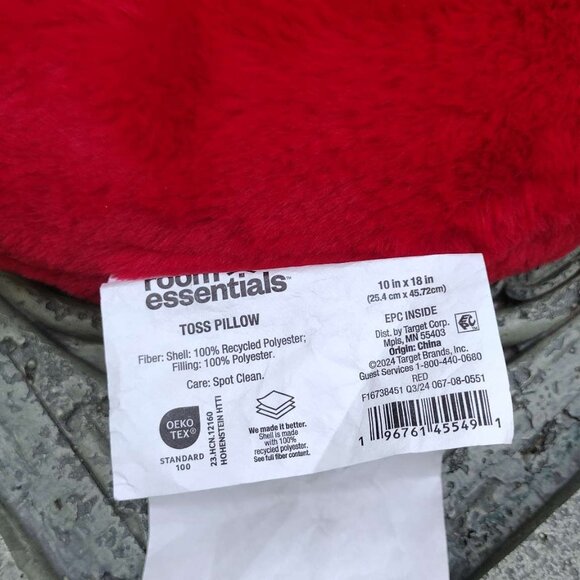 room
essentials™
TOSS PILLOW
Fiber: Shell: 100% Recycled Polyester;
Filling: 100% Polyester.
Care: Spot Clean.
OEKO
TEX®
STANDARD
100
23.HCN.12160
HOHENSTEIN HTTI
We made it better.
Shell is made
with 100%
recycled polyester.
See full fiber content.
10 in x 18 in
(25.4 cm x 45.72cm)
EPC INSIDE
Dist. by Target Corp.
Mpls, MN 55403
Origin: China
©2024 Target Brands, Inc.
Guest Services 1-800-440-0680
RED
F16738451 Q3/24 067-08-0551
1 96761 45549 1